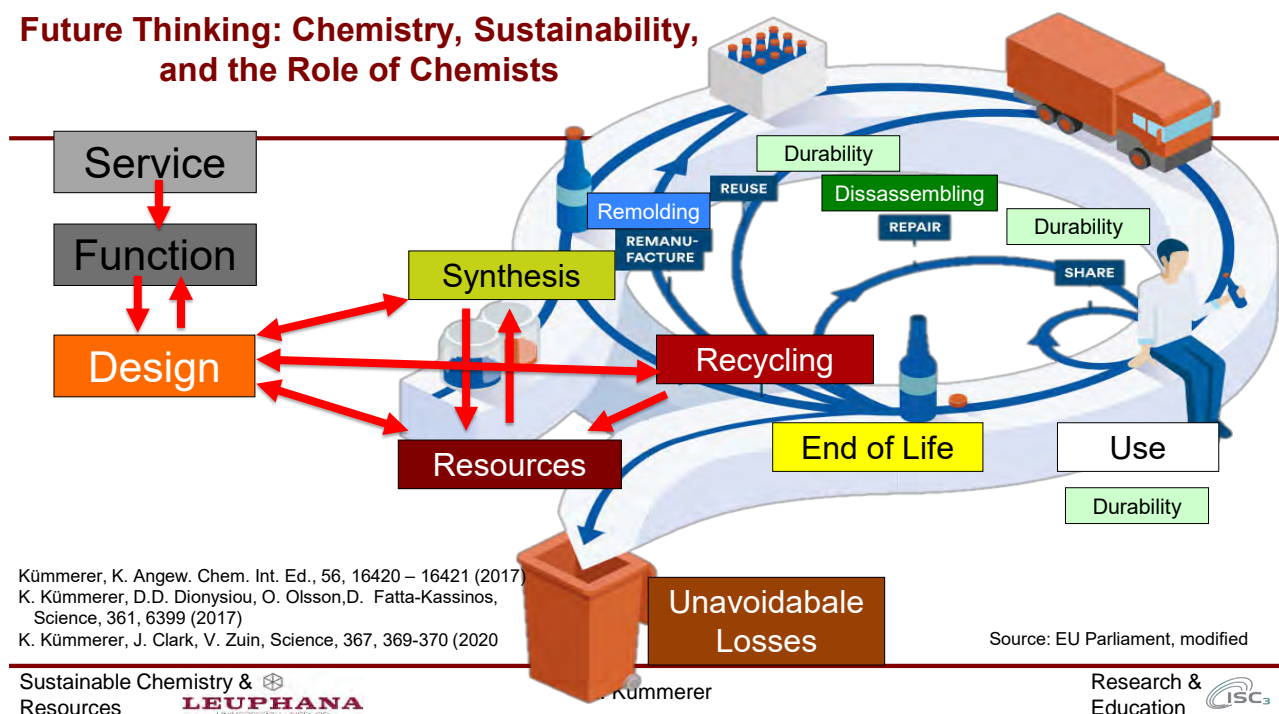 Future Thinking: Chemistry, Sustainability,
and the Role of Chemists
Service
Function
Design
Synthesis
Resources
Recycling
Remolding
REMANU-
FACTURE
REUSE
Durability
Dissassembling
REPAIR
Durability
SHARE
End of Life
Use
Durability
Unavoidabale
Losses
Kümmerer, K. Angew. Chem. Int. Ed., 56, 16420 – 16421 (2017)
K. Kümmerer, D.D. Dionysiou, O. Olsson,D. Fatta-Kassinos,
Science, 361, 6399 (2017)
K. Kümmerer, J. Clark, V. Zuin, Science, 367, 369-370 (2020
Source: EU Parliament, modified
Sustainable Chemistry &
Resources
LEUPHANA
Kümmerer
Research &
Education
ISC3